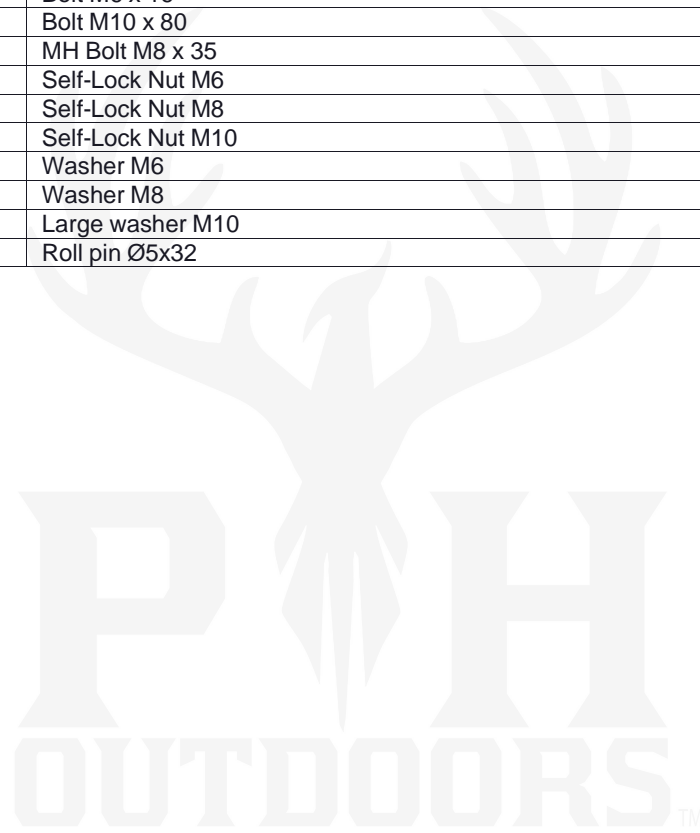 Bolt M10 x 80
MH Bolt M8 x 35
Self-Lock Nut M6
Self-Lock Nut M8
Self-Lock Nut M10
Washer M6
Washer M8
Large washer M10
Roll pin Ø5x32
P H
OUTDOORS
TM